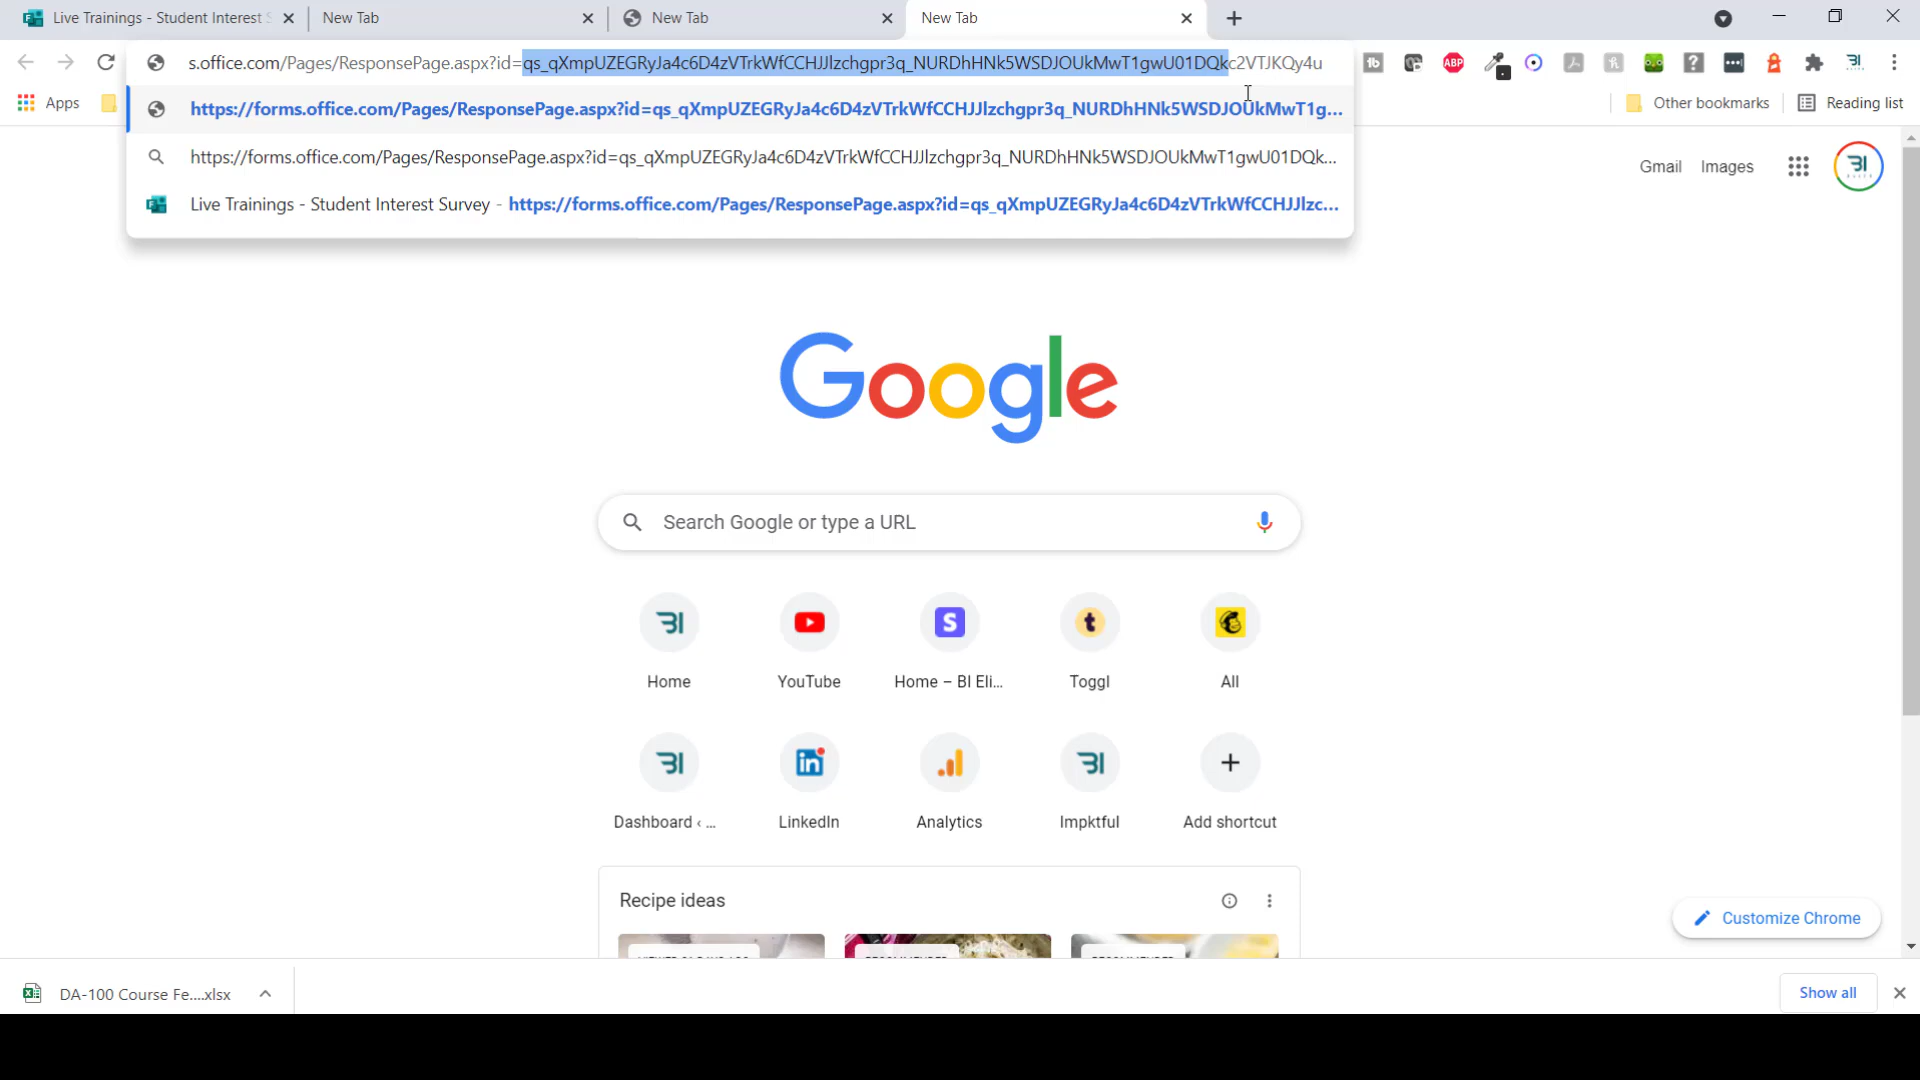 Live Trainings - Student Interest S
New Tab
New Tab
New Tab
s.office.com/Pages/ResponsePage.aspx?id=qs_qXmpUZEGRyJa4c6D4zVTrkWfCCHJJlzchgpr3q_NURDhHNk5WSDJOUkMwT1gwU01DQkc2VTJKQy4u
ABP
Apps
Other bookmarks
Reading list
https://forms.office.com/Pages/ResponsePage.aspx?id=qs_qXmpUZEGRyJa4c6D4zVTrkWfCCHJJlzchgpr3q_NURDhHNk5WSDJOUkMwT1g...
https://forms.office.com/Pages/ResponsePage.aspx?id=qs_qXmpUZEGRyJa4c6D4zVTrkWfCCHJJlzchgpr3q_NURDhHNk5WSDJOUkMwT1gwU01DQk...
Live Trainings - Student Interest Survey - https://forms.office.com/Pages/ResponsePage.aspx?id=qs_qXmpUZEGRyJa4c6D4zVTrkWfCCHJJlzc...
Gmail
Images
Google
Search Google or type a URL
Home
YouTube
Home – BI Eli...
Toggl
All
Dashboard ‹ ...
LinkedIn
Analytics
Impktful
Add shortcut
Recipe ideas
Customize Chrome
DA-100 Course Fe....xlsx
Show all